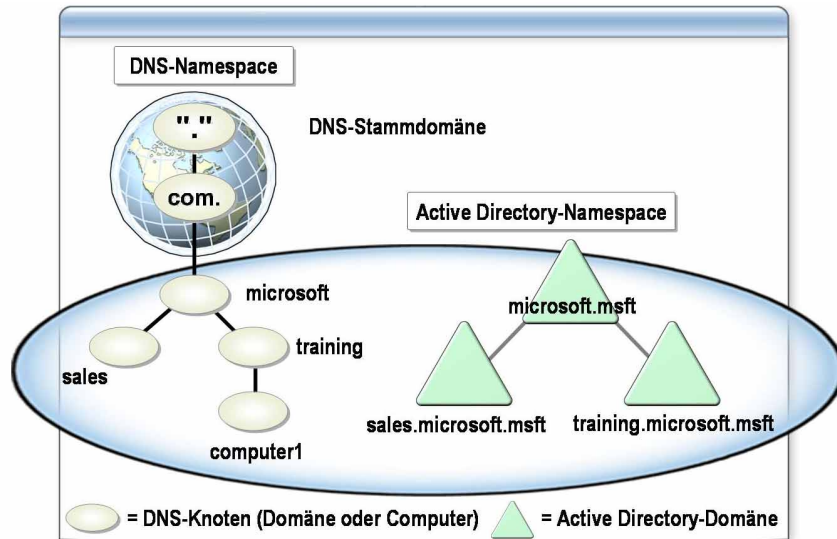 DNS-Namespace
"."
DNS-Stammdomäne
com.
Active Directory-Namespace
microsoft
microsoft.msft
training
sales
sales.microsoft.msft
training.microsoft.msft
computer1
= DNS-Knoten (Domäne oder Computer)
= Active Directory-Domäne